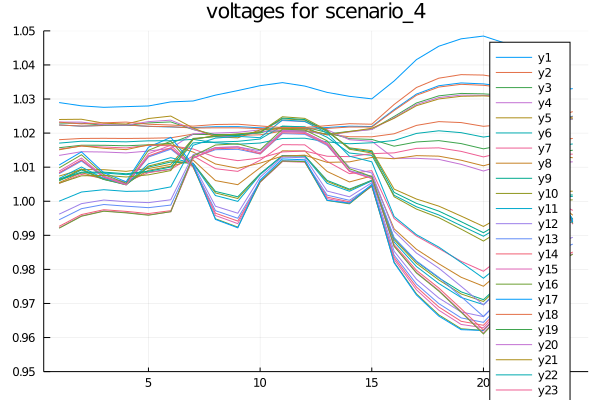 voltages for scenario_4
1.05
1.04
1.03
1.02
1.01
1.00
0.99
0.98
0.97
0.96
0.95
5
10
15
20
y1
y2
y3
y4
y5
y6
y7
y8
y9
y10
y11
y12
y13
y14
y15
y16
y17
y18
y19
y20
y21
y22
y23